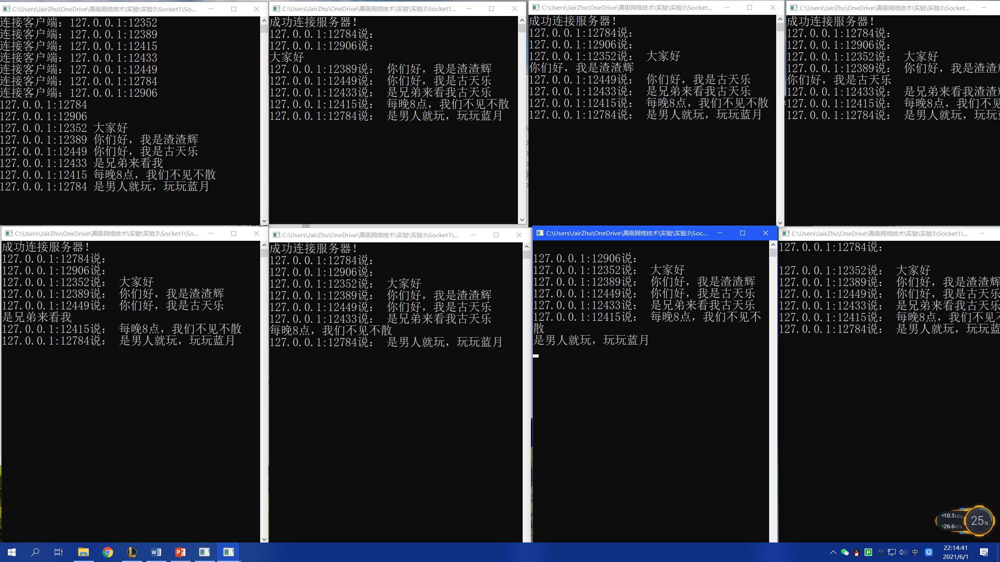 C:\Users\JairZhu\OneDrive\高级网络技术\实验\实验3\Socket1\So...
连接客户端：127.0.0.1:12352
连接客户端：127.0.0.1:12389
连接客户端：127.0.0.1:12415
连接客户端：127.0.0.1:12433
连接客户端：127.0.0.1:12449
连接客户端：127.0.0.1:12784
连接客户端：127.0.0.1:12906
127.0.0.1:12784
127.0.0.1:12906
127.0.0.1:12352 大家好
127.0.0.1:12389 你们好，我是渣渣辉
127.0.0.1:12449 你们好，我是古天乐
127.0.0.1:12433 是兄弟来看我
127.0.0.1:12415 每晚8点，我们不见不散
127.0.0.1:12784 是男人就玩，玩玩蓝月
C:\Users\JairZhu\OneDrive\高级网络技术\实验\实验3\Socket1...
成功连接服务器！
127.0.0.1:12784说：
127.0.0.1:12906说：
大家好
127.0.0.1:12389说： 你们好，我是渣渣辉
127.0.0.1:12449说： 你们好，我是古天乐
127.0.0.1:12433说： 是兄弟来看我古天乐
127.0.0.1:12415说： 每晚8点，我们不见不散
127.0.0.1:12784说： 是男人就玩，玩玩蓝月
C:\Users\JairZhu\OneDrive\高级网络技术\实验\实验3\Socket...
成功连接服务器！
127.0.0.1:12784说：
127.0.0.1:12906说：
127.0.0.1:12352说： 大家好
你们好，我是渣渣辉
127.0.0.1:12449说： 你们好，我是古天乐
127.0.0.1:12433说： 是兄弟来看我古天乐
127.0.0.1:12415说： 每晚8点，我们不见不散
127.0.0.1:12784说： 是男人就玩，玩玩蓝月
C:\Users\JairZhu\OneDrive\高级网络技术\实验\实验3\Socket...
成功连接服务器！
127.0.0.1:12784说：
127.0.0.1:12906说：
127.0.0.1:12352说： 大家好
127.0.0.1:12389说： 你们好，我是渣渣
你们好，我是古天乐
127.0.0.1:12433说： 是兄弟来看我渣渣
127.0.0.1:12415说： 每晚8点，我们不见
127.0.0.1:12784说： 是男人就玩，玩玩
C:\Users\JairZhu\OneDrive\高级网络技术\实验\实验3\Socket1\So...
成功连接服务器！
127.0.0.1:12784说：
127.0.0.1:12906说：
127.0.0.1:12352说： 大家好
127.0.0.1:12389说： 你们好，我是渣渣辉
127.0.0.1:12449说： 你们好，我是古天乐
是兄弟来看我
127.0.0.1:12415说： 每晚8点，我们不见不散
127.0.0.1:12784说： 是男人就玩，玩玩蓝月
C:\Users\JairZhu\OneDrive\高级网络技术\实验\实验3\Socket1\...
成功连接服务器！
127.0.0.1:12784说：
127.0.0.1:12906说：
127.0.0.1:12352说： 大家好
127.0.0.1:12389说： 你们好，我是渣渣辉
127.0.0.1:12449说： 你们好，我是古天乐
127.0.0.1:12433说： 是兄弟来看我古天乐
每晚8点，我们不见不散
127.0.0.1:12784说： 是男人就玩，玩玩蓝月
C:\Users\JairZhu\OneDrive\高级网络技术\实验\实验3\Soc...
127.0.0.1:12906说：
127.0.0.1:12352说： 大家好
127.0.0.1:12389说： 你们好，我是渣渣辉
127.0.0.1:12449说： 你们好，我是古天乐
127.0.0.1:12433说： 是兄弟来看我古天乐
127.0.0.1:12415说： 每晚8点，我们不见不
散
是男人就玩，玩玩蓝月
C:\Users\JairZhu\OneDrive\高级网络技术\实验\实验3\Socket1\...
127.0.0.1:12784说：
127.0.0.1:12352说： 大家好
127.0.0.1:12389说： 你们好，我是渣渣辉
127.0.0.1:12449说： 你们好，我是古天乐
127.0.0.1:12433说： 是兄弟来看我古天乐
127.0.0.1:12415说： 每晚8点，我们不
127.0.0.1:12784说： 是男人就玩，玩玩蓝
10.3M/s
26.6K/s
25%
中
22:14:41
2021/6/1